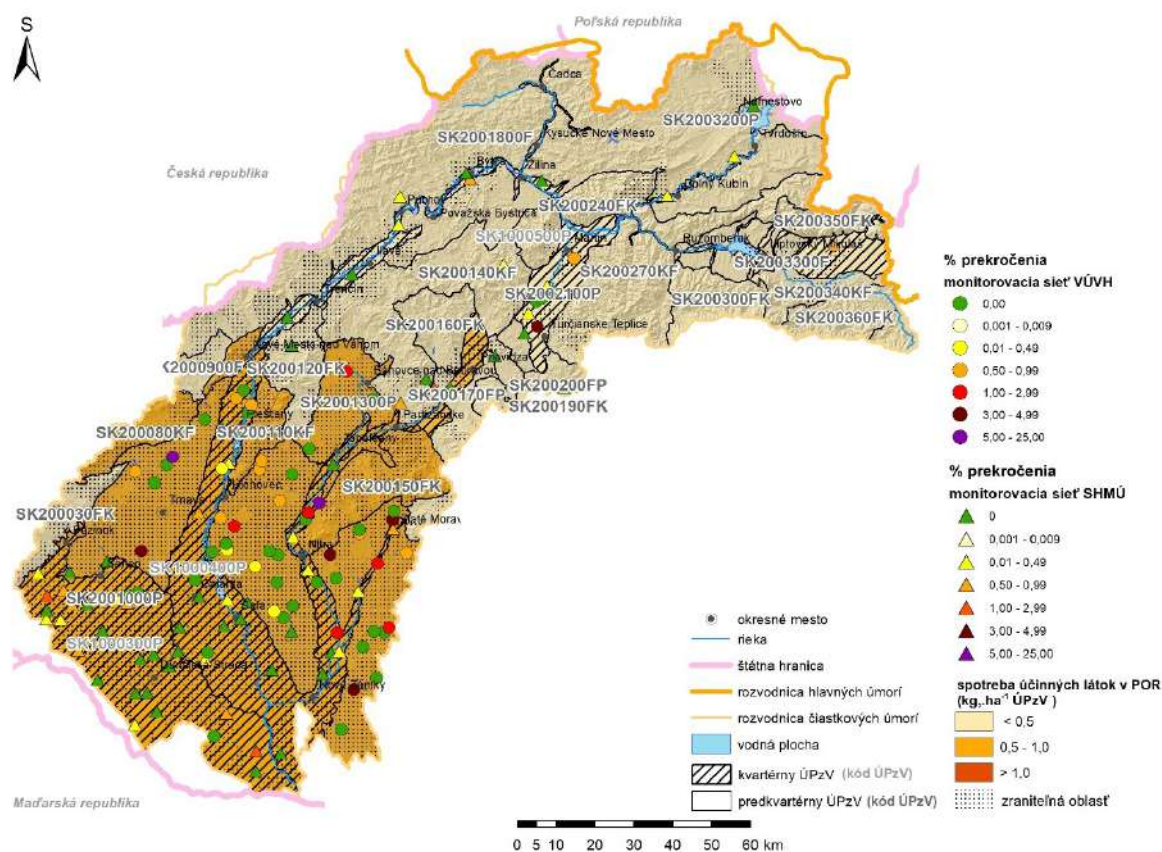 S
Poľská republika
Čadca
Námestovo
SK2003200P
Tvrdošín
SK2001800F
Kysucké Nové Mesto
Česká republika
Bytča
Žilina
Dolný Kubín
Púchov
Považská Bystrica
SK200240FK
SK200350FK
SK1000500P
Martin
Ružomberok
Liptovský Mikuláš
Ilava
SK2003300F
SK200140KF
SK200270KF
Trenčín
SK2002100P
SK200300FK
SK200340KF
SK200160FK
Turčianske Teplice
SK200360FK
Nové Mesto nad Váhom
Prievidza
SK200120FK
Bánovce nad Bebravou
SK200200FP
SK200170FP
SK2001300P
SK200190FK
Partizánske
Piešťany
SK200080KF
SK200110KF
Topoľčany
SK200150FK
Hlohovec
Trnava
SK200030FK
Pezinok
Nitra
SK1000400P
Senec
Galanta
SK2001000P
Šaľa
SK1000300P
Dunajská Streda
Nové Zámky
Maďarská republika
% prekročenia
monitorovacia sieť VÚVH
0,00
0,001 - 0,009
0,01 - 0,49
0,50 - 0,99
1,00 - 2,99
3,00 - 4,99
5,00 - 25,00
% prekročenia
monitorovacia sieť SHMÚ
0
0,001 - 0,009
0,01 - 0,49
0,50 - 0,99
1,00 - 2,99
3,00 - 4,99
5,00 - 25,00
spotreba účinných látok v POR
(kg,.ha⁻¹ ÚPzV )
< 0,5
0,5 - 1,0
> 1,0
zraniteľná oblasť
okresné mesto
rieka
štátna hranica
rozvodnica hlavných úmorí
rozvodnica čiastkových úmorí
vodná plocha
kvartérny ÚPzV (kód ÚPzV)
predkvartérny ÚPzV (kód ÚPzV)
0 5 10 20 30 40 50 60 km